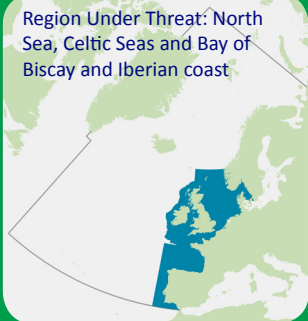 Region Under Threat: North
Sea, Celtic Seas and Bay of
Biscay and Iberian coast